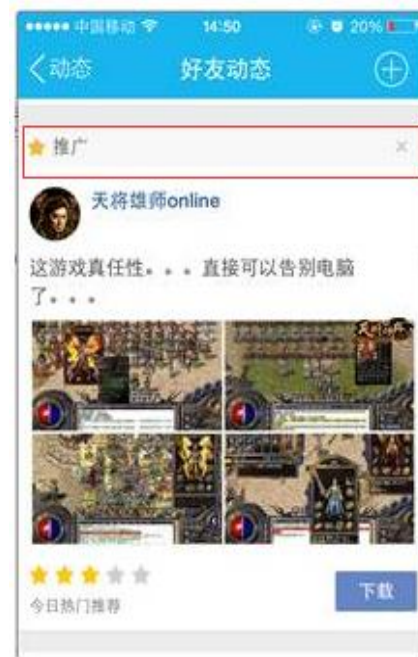 中国移动 14:50 20%
动态 好友动态
推广
天将雄师online
这游戏真任性。。。直接可以告别电脑
了。。。
今日热门推荐
下载